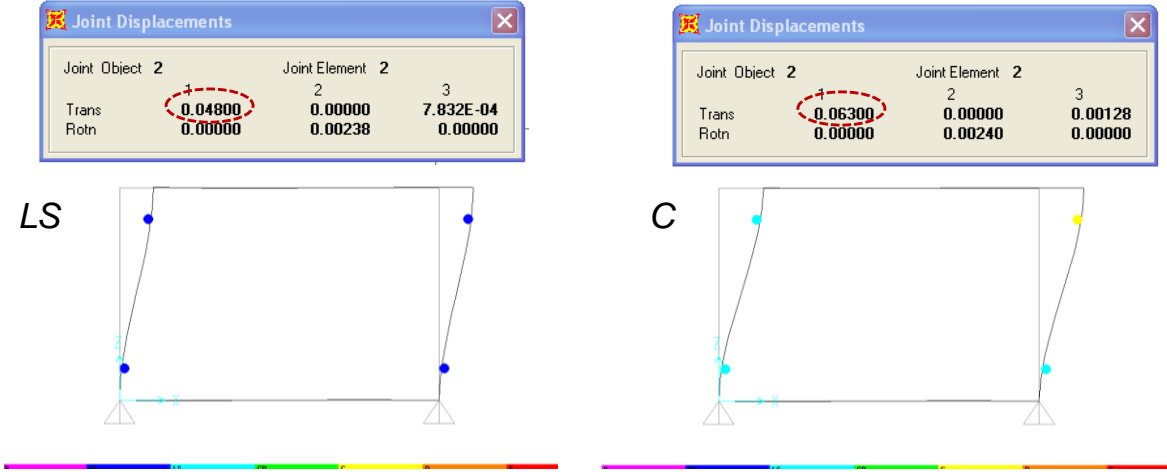 Joint Displacements
Joint Object 2 Joint Element 2
1 2 3
Trans 0.04800 0.00000 7.832E-04
Rotn 0.00000 0.00238 0.00000
LS
Z
X
Joint Displacements
Joint Object 2 Joint Element 2
1 2 3
Trans 0.06300 0.00000 0.00128
Rotn 0.00000 0.00240 0.00000
C
Z
X